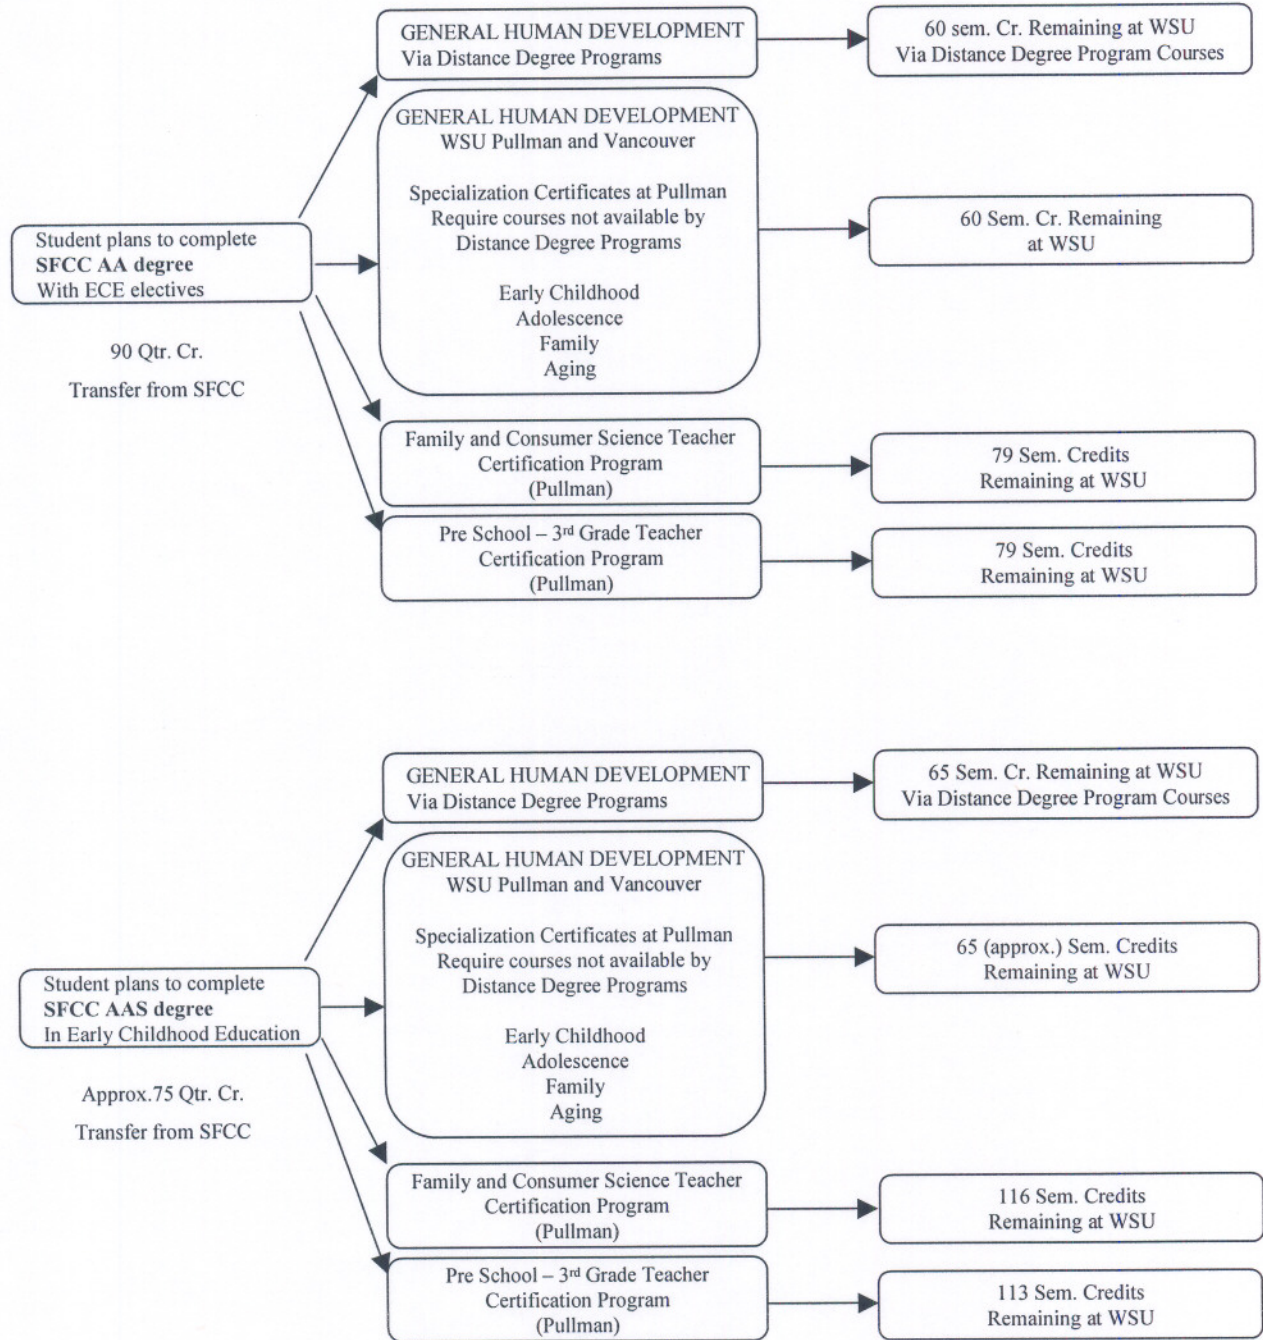 GENERAL HUMAN DEVELOPMENT
Via Distance Degree Programs
60 sem. Cr. Remaining at WSU
Via Distance Degree Program Courses
GENERAL HUMAN DEVELOPMENT
WSU Pullman and Vancouver
Specialization Certificates at Pullman
Require courses not available by
Distance Degree Programs
Early Childhood
Adolescence
Family
Aging
60 Sem. Cr. Remaining
at WSU
Student plans to complete
SFCC AA degree
With ECE electives
90 Qtr. Cr.
Transfer from SFCC
Family and Consumer Science Teacher
Certification Program
(Pullman)
79 Sem. Credits
Remaining at WSU
Pre School – 3rd Grade Teacher
Certification Program
(Pullman)
79 Sem. Credits
Remaining at WSU
GENERAL HUMAN DEVELOPMENT
Via Distance Degree Programs
65 Sem. Cr. Remaining at WSU
Via Distance Degree Program Courses
GENERAL HUMAN DEVELOPMENT
WSU Pullman and Vancouver
Specialization Certificates at Pullman
Require courses not available by
Distance Degree Programs
Early Childhood
Adolescence
Family
Aging
65 (approx.) Sem. Credits
Remaining at WSU
Student plans to complete
SFCC AAS degree
In Early Childhood Education
Approx.75 Qtr. Cr.
Transfer from SFCC
Family and Consumer Science Teacher
Certification Program
(Pullman)
116 Sem. Credits
Remaining at WSU
Pre School – 3rd Grade Teacher
Certification Program
(Pullman)
113 Sem. Credits
Remaining at WSU